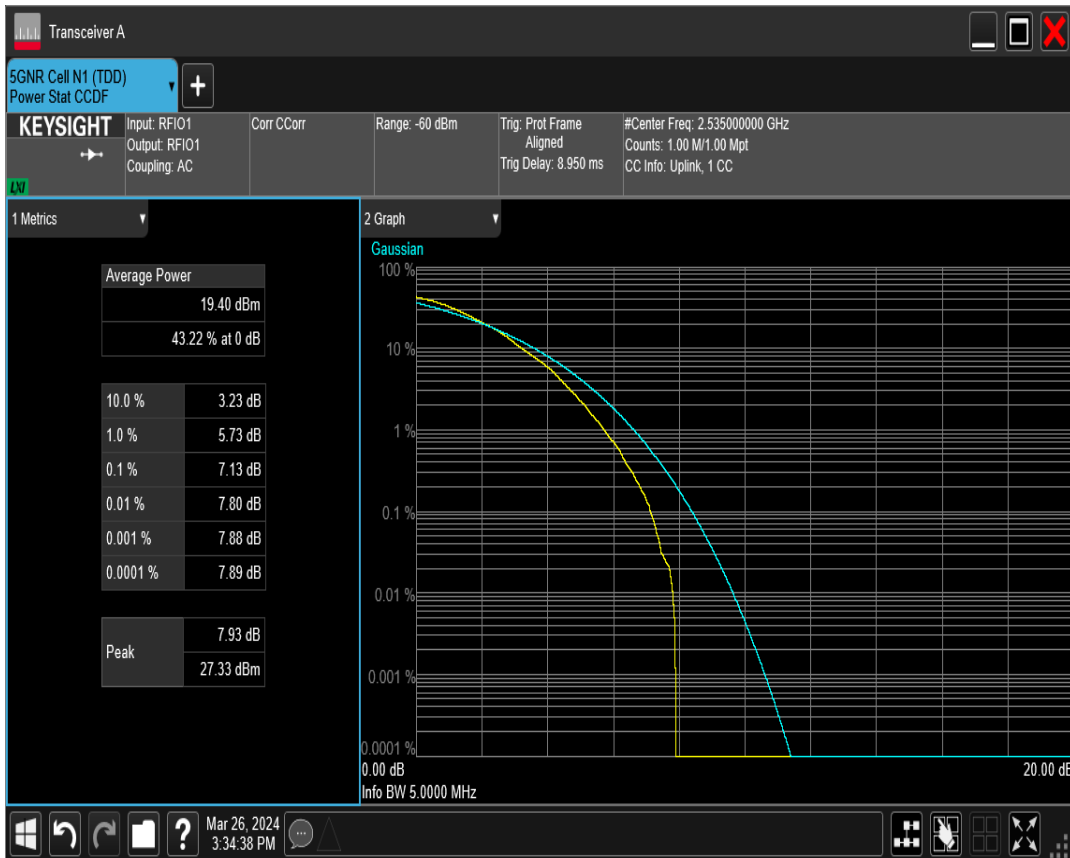 Transceiver A
5GNR Cell N1 (TDD)
Power Stat CCDF
KEYSIGHT
LXI
Input: RFIO1
Output: RFIO1
Coupling: AC
Corr CCorr
Range: -60 dBm
Trig: Prot Frame
Aligned
Trig Delay: 8.950 ms
#Center Freq: 2.535000000 GHz
Counts: 1.00 M/1.00 Mpt
CC Info: Uplink, 1 CC
1 Metrics
Average Power
19.40 dBm
43.22 % at 0 dB
10.0 % 3.23 dB
1.0 % 5.73 dB
0.1 % 7.13 dB
0.01 % 7.80 dB
0.001 % 7.88 dB
0.0001 % 7.89 dB
Peak
7.93 dB
27.33 dBm
2 Graph
Gaussian
100 %
10 %
1 %
0.1 %
0.01 %
0.001 %
0.0001 %
0.00 dB 20.00 dB
Info BW 5.0000 MHz
? Mar 26, 2024
3:34:38 PM